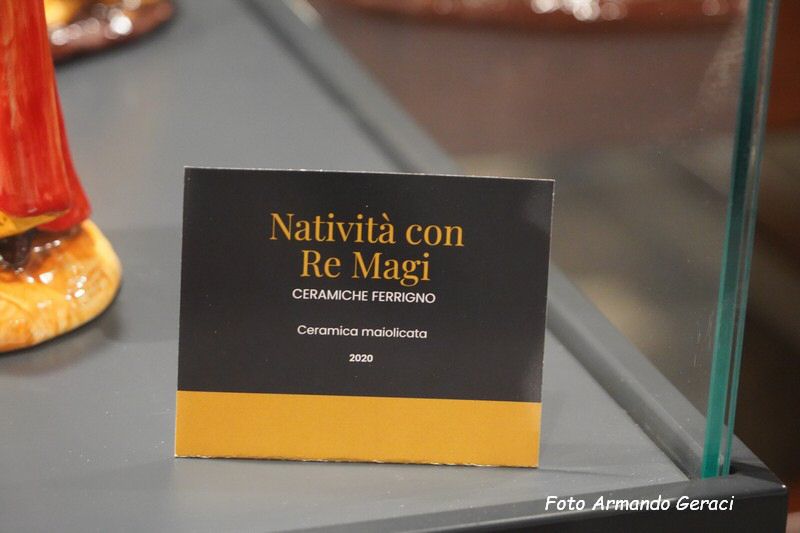 Natività con
Re Magi
CERAMICHE FERRIGNO
Ceramica maiolicata
2020
Foto Armando Geraci